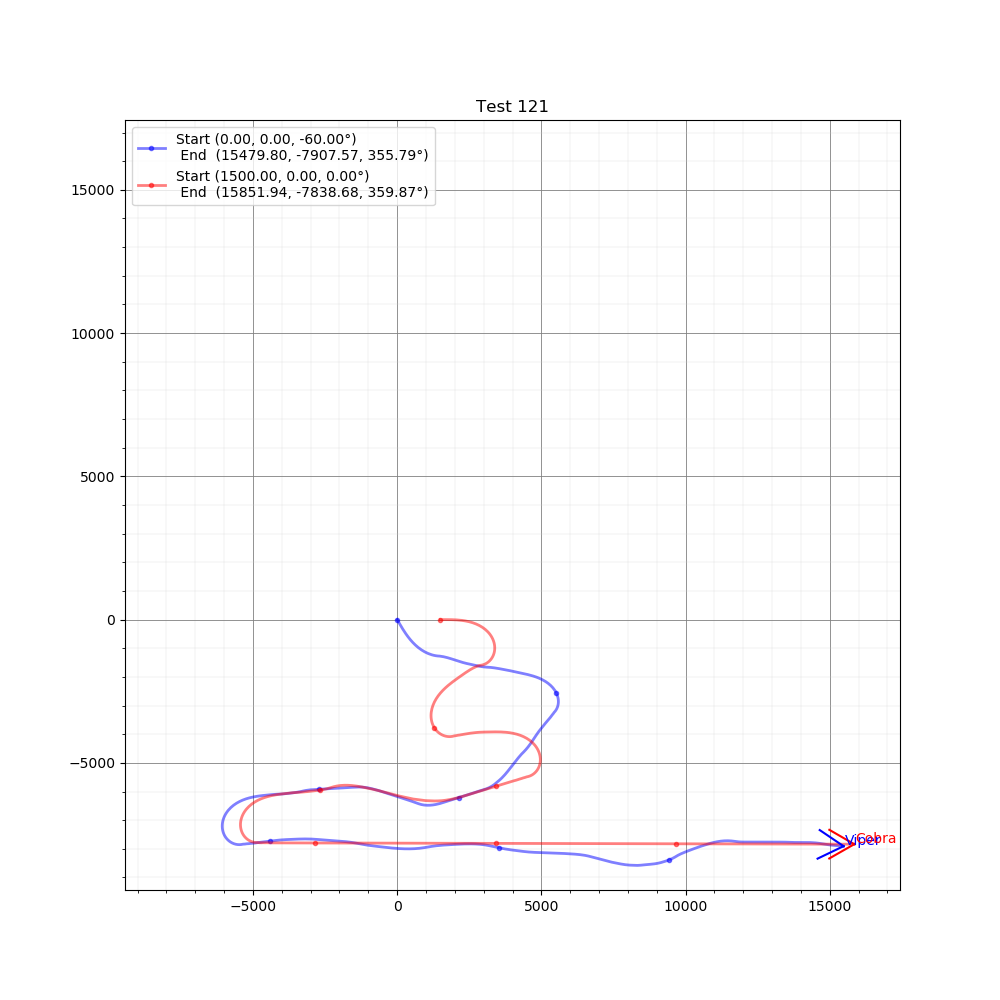 Test 121
Start (0.00, 0.00, -60.00°)
End (15479.80, -7907.57, 355.79°)
Start (1500.00, 0.00, 0.00°)
End (15851.94, -7838.68, 359.87°)
15000
10000
5000
0
−5000
Viper
Cobra
−5000
0
5000
10000
15000